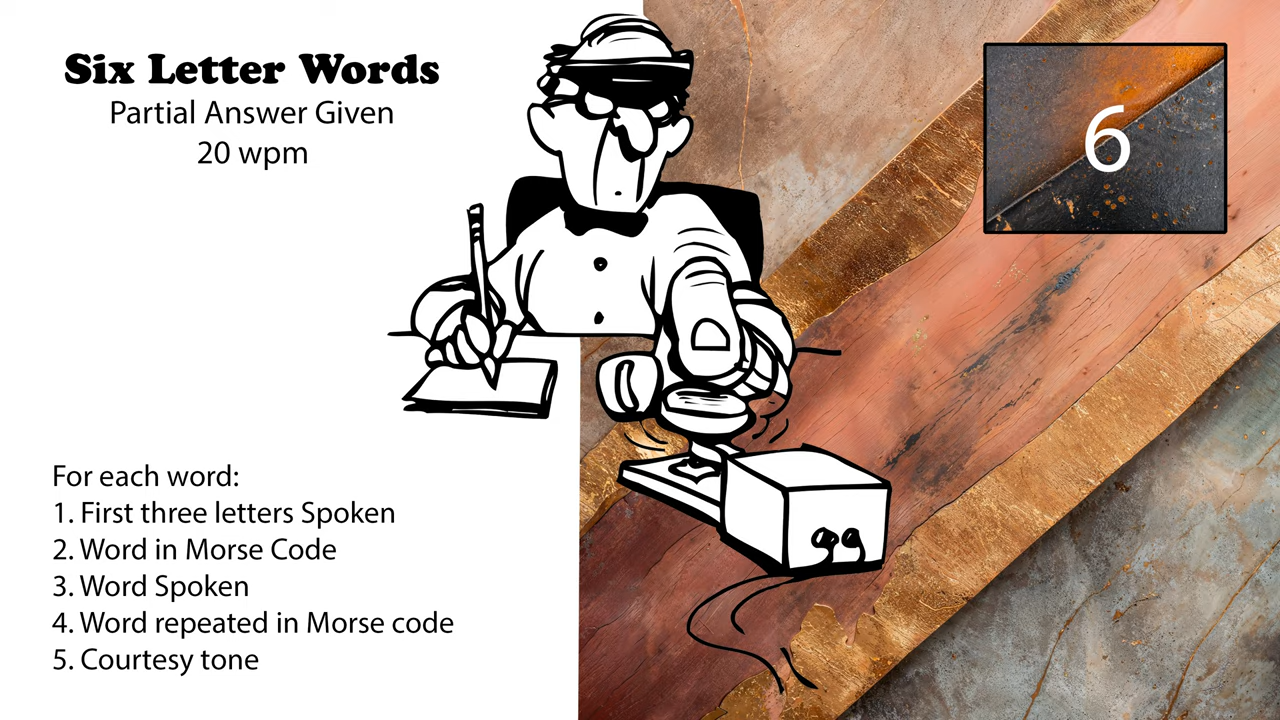 Six Letter Words
Partial Answer Given
20 wpm
6
For each word:
1. First three letters Spoken
2. Word in Morse Code
3. Word Spoken
4. Word repeated in Morse code
5. Courtesy tone